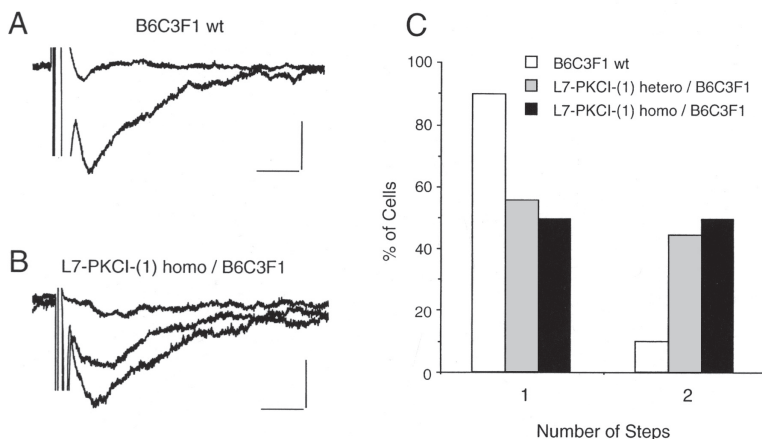 A
B6C3F1 wt
B
L7-PKCI-(1) homo / B6C3F1
C
B6C3F1 wt
L7-PKCI-(1) hetero / B6C3F1
L7-PKCI-(1) homo / B6C3F1
% of Cells
100
80
60
40
20
0
1
2
Number of Steps